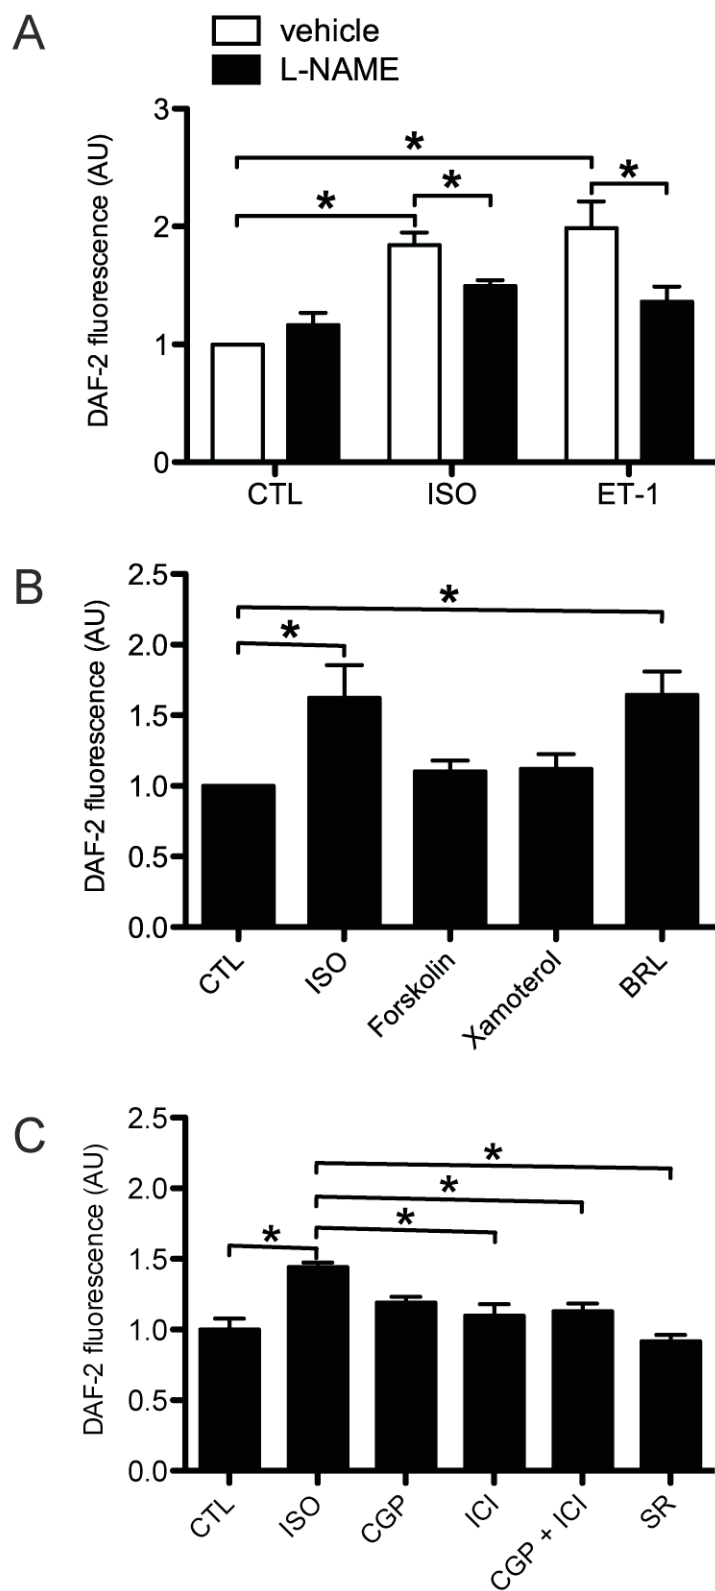 A
vehicle
L-NAME
DAF-2 fluorescence (AU)
3
2
1
0
* * * *
CTL ISO ET-1
B
DAF-2 fluorescence (AU)
2.5
2.0
1.5
1.0
0.5
0.0
* *
CTL ISO Forskolin Xamoterol BRL
C
DAF-2 fluorescence (AU)
2.5
2.0
1.5
1.0
0.5
0.0
* * * *
CTL ISO CGP ICI CGP + ICI SR